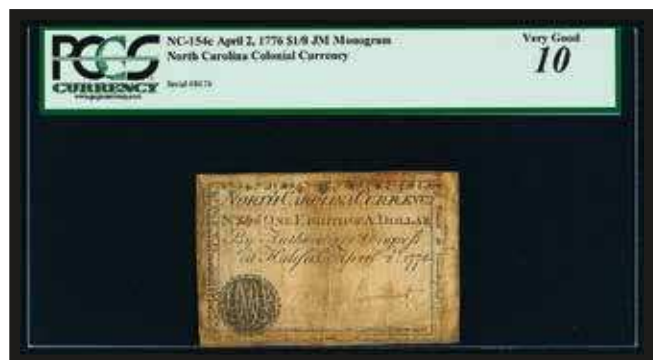 PCGS
CURRENCY
NC-154c April 2, 1776 $1/8 JM Monogram
North Carolina Colonial Currency
Very Good
10
NORTH CAROLINA CURRENCY
ONE EIGHTH OF A DOLLAR
By Authority of Congress
at Halifax April 2d. 1776